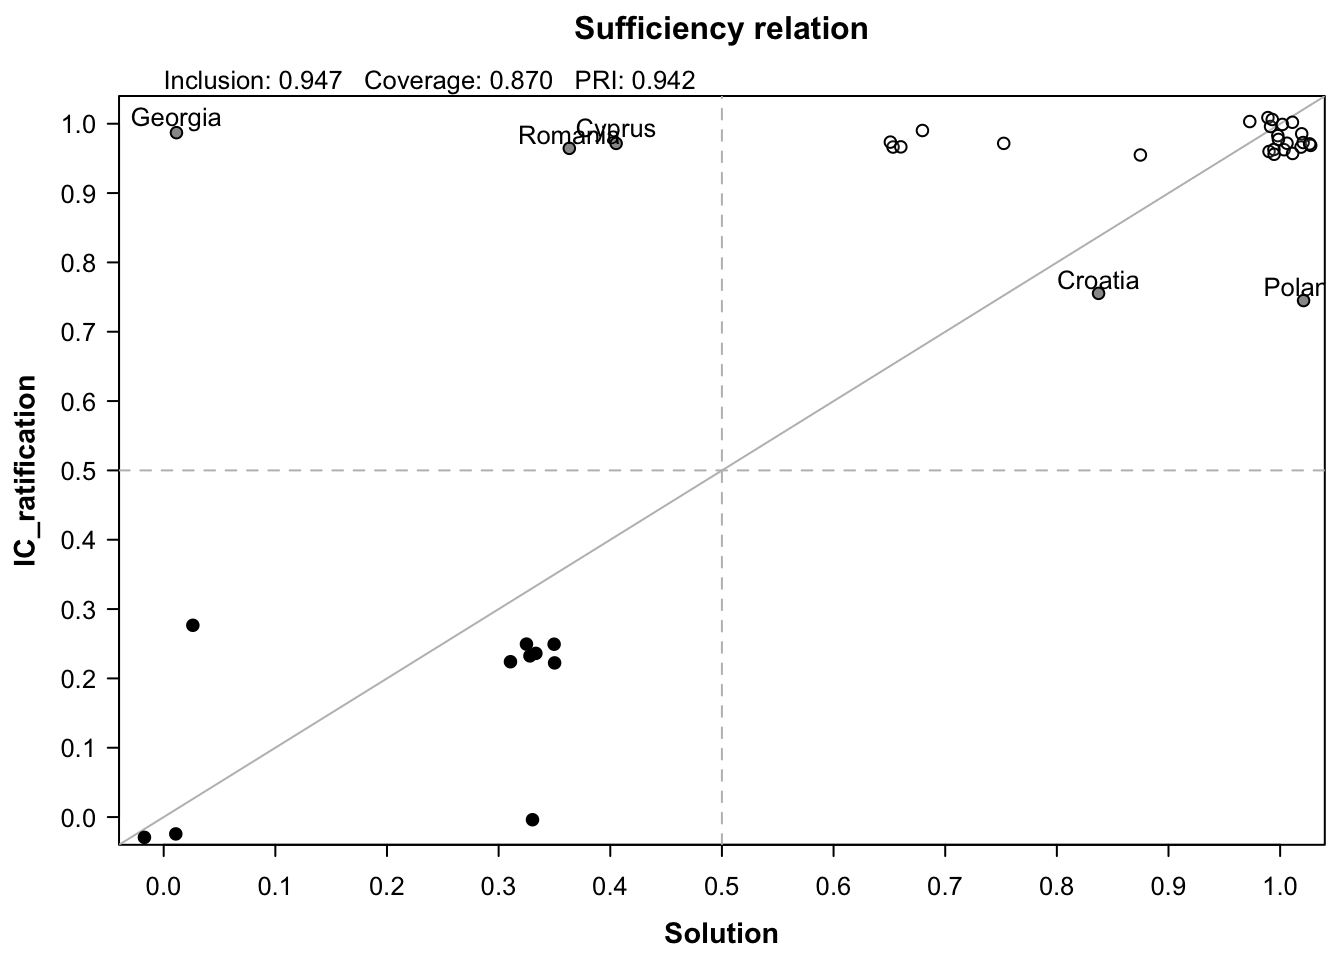 Sufficiency relation
Inclusion: 0.947 Coverage: 0.870 PRI: 0.942
Georgia
Romania
Cyprus
Croatia
Polan
IC_ratification
1.0
0.9
0.8
0.7
0.6
0.5
0.4
0.3
0.2
0.1
0.0
0.0 0.1 0.2 0.3 0.4 0.5 0.6 0.7 0.8 0.9 1.0
Solution